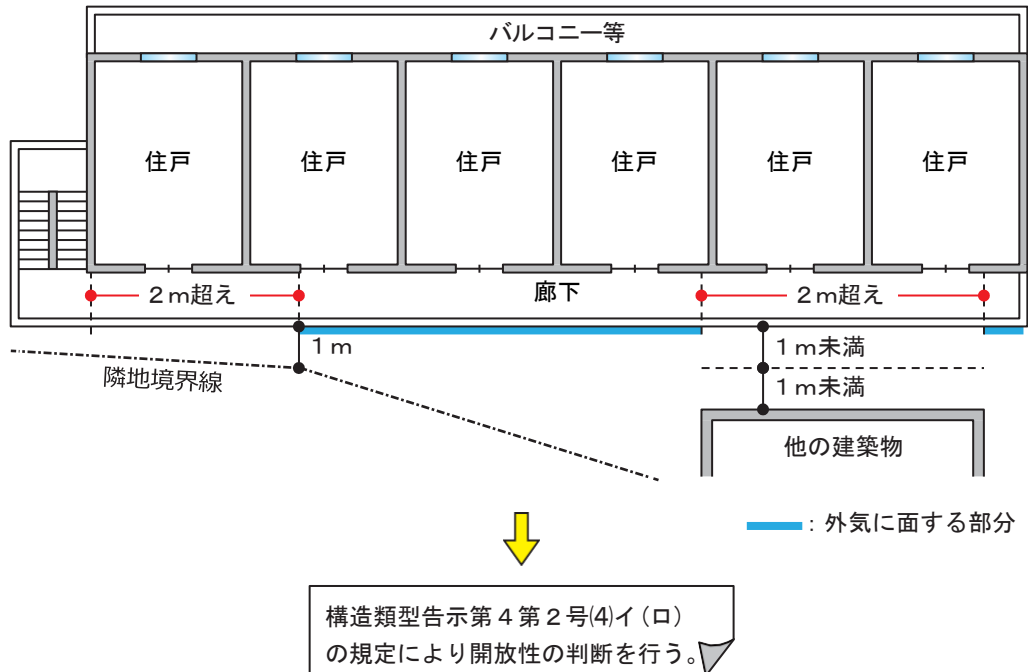 バルコニー等
住戸 住戸 住戸 住戸 住戸 住戸
2m超え 廊下 2m超え
1m 1m未満
隣地境界線 1m未満
他の建築物
：外気に面する部分
構造類型告示第4第2号⑷イ（ロ）
の規定により開放性の判断を行う。